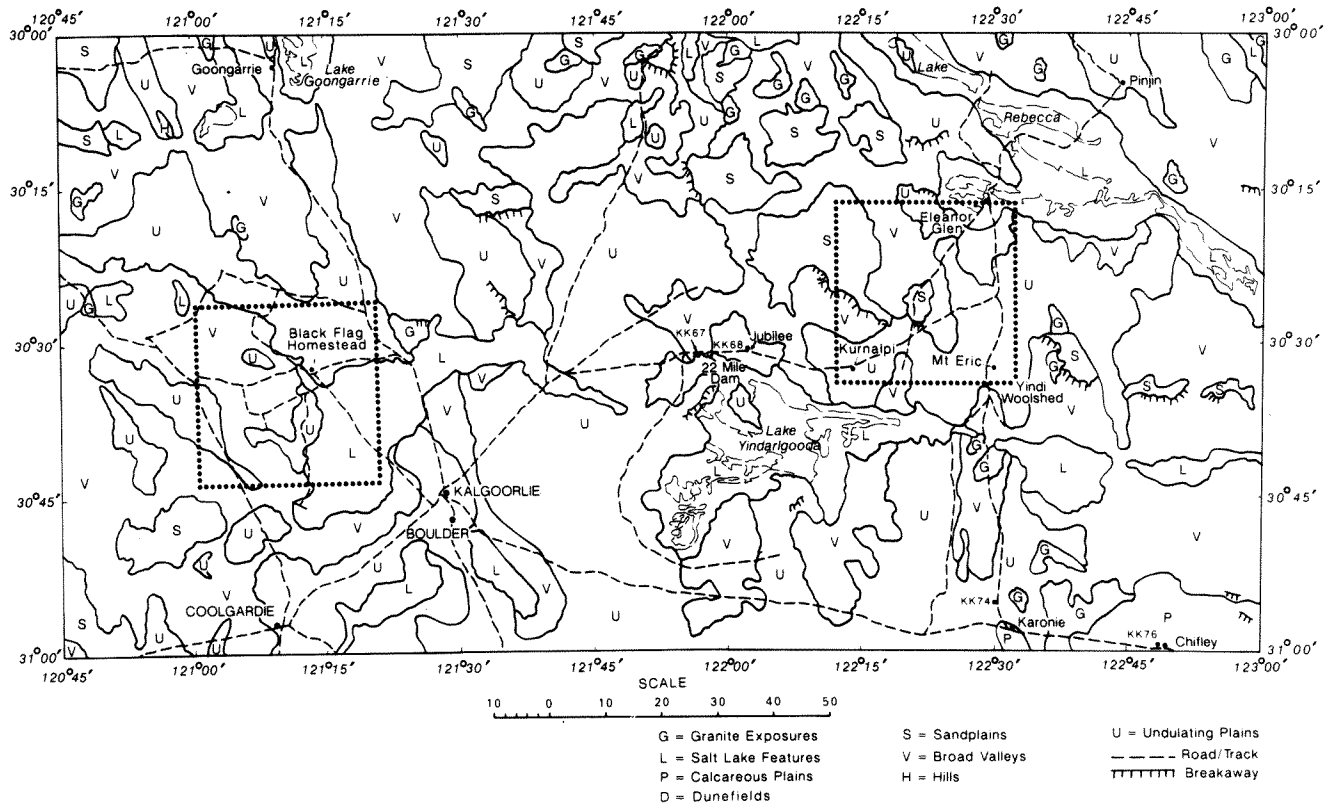 120°45′ 121°00′ 121°15′ 121°30′ 121°45′ 122°00′ 122°15′ 122°30′ 122°45′ 123°00′
30°00′ 30°00′
Goongarrie
Lake
Goongarrie
Lake
Rebecca
Pinjin
30°15′ 30°15′
Eleanor
Glen
Black Flag
Homestead
30°30′ 30°30′
KK67
KK68
Jubilee
22 Mile
Dam
Kurnalpi
Mt Eric
Yindi
Woolshed
Lake
Yindarlgooda
30°45′ 30°45′
KALGOORLIE
BOULDER
COOLGARDIE
KK74
Karonie
KK76
Chifley
31°00′ 31°00′
120°45′ 121°00′ 121°15′ 121°30′ 121°45′ 122°00′ 122°15′ 122°30′ 122°45′ 123°00′
SCALE
10 0 10 20 30 40 50
G = Granite Exposures
L = Salt Lake Features
P = Calcareous Plains
D = Dunefields
S = Sandplains
V = Broad Valleys
H = Hills
U = Undulating Plains
Road/Track
Breakaway